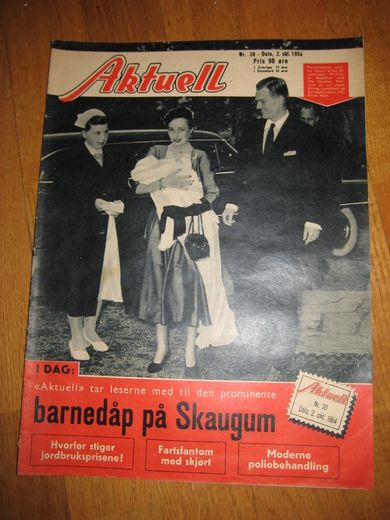 Aktuell
Nr. 20 - Oslo, 2. okt. 1954
Pris 90 øre
I DAG:
«Aktuell» tar leserne med til den prominente
barnedåp på Skaugum
Aktuell
Nr. 20
Oslo, 2. okt. 1954
Hvorfor stiger
jordbruksprisene?
Fartsfantom
med skjørt
Moderne
poliobehandling